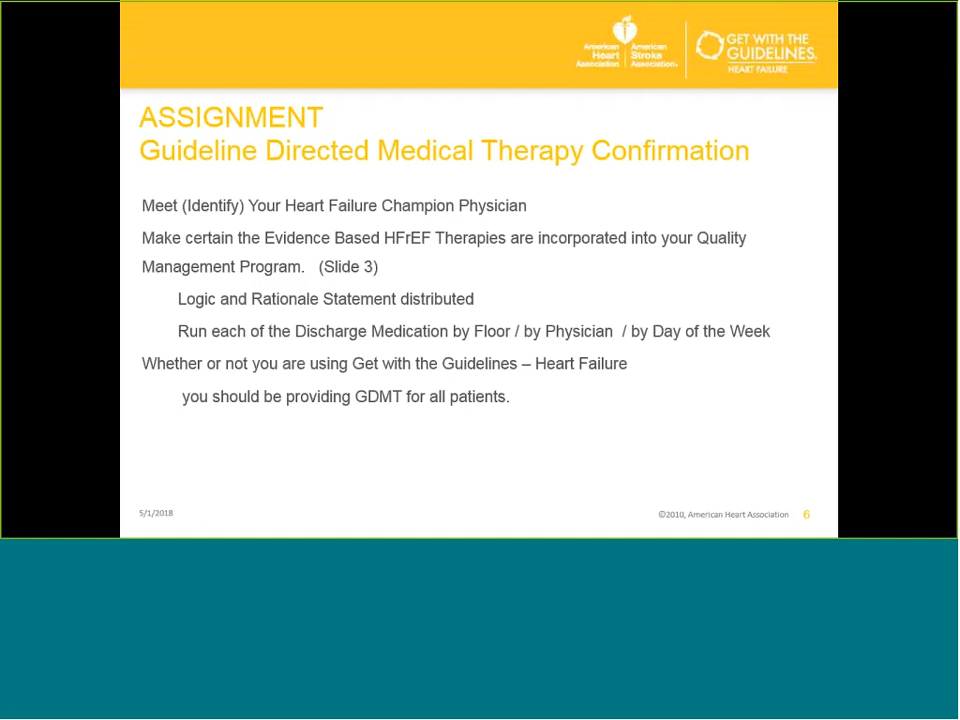 American Heart Association
American Stroke Association®
GET WITH THE GUIDELINES.
HEART FAILURE
ASSIGNMENT
Guideline Directed Medical Therapy Confirmation
Meet (Identify) Your Heart Failure Champion Physician
Make certain the Evidence Based HFrEF Therapies are incorporated into your Quality
Management Program. (Slide 3)
Logic and Rationale Statement distributed
Run each of the Discharge Medication by Floor / by Physician / by Day of the Week
Whether or not you are using Get with the Guidelines – Heart Failure
you should be providing GDMT for all patients.
5/1/2018
©2010, American Heart Association
6